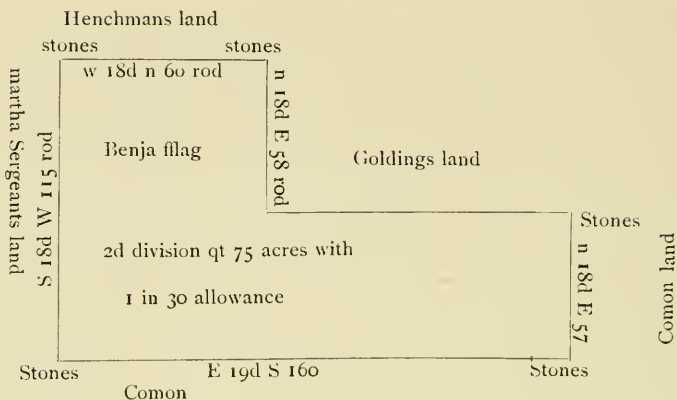 Henchmans land
stones
stones
w 18d n 60 rod
martha Sergeants land
S 18d W 115 rod
n 18d E 58 rod
Benja fflag
Goldings land
Stones
2d division qt 75 acres with
1 in 30 allowance
n 18d E 57
Comon land
Stones
E 19d S 160
Stones
Comon